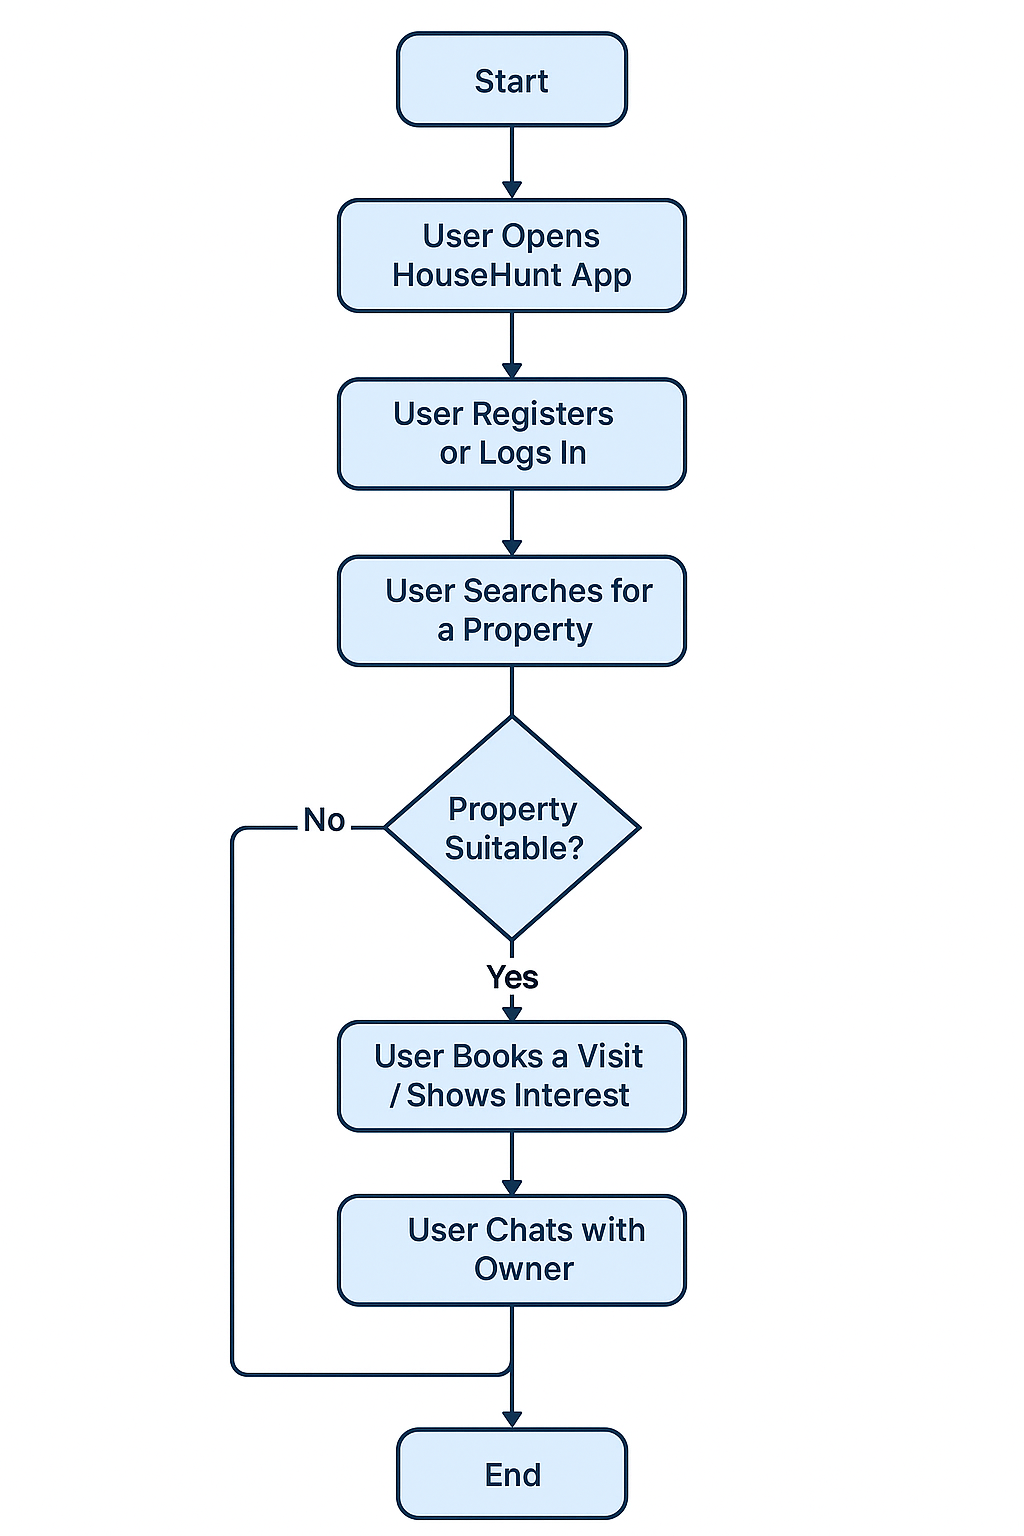 Start
User Opens
HouseHunt App
User Registers
or Logs In
User Searches for
a Property
Property
Suitable?
No
Yes
User Books a Visit
/ Shows Interest
User Chats with
Owner
End